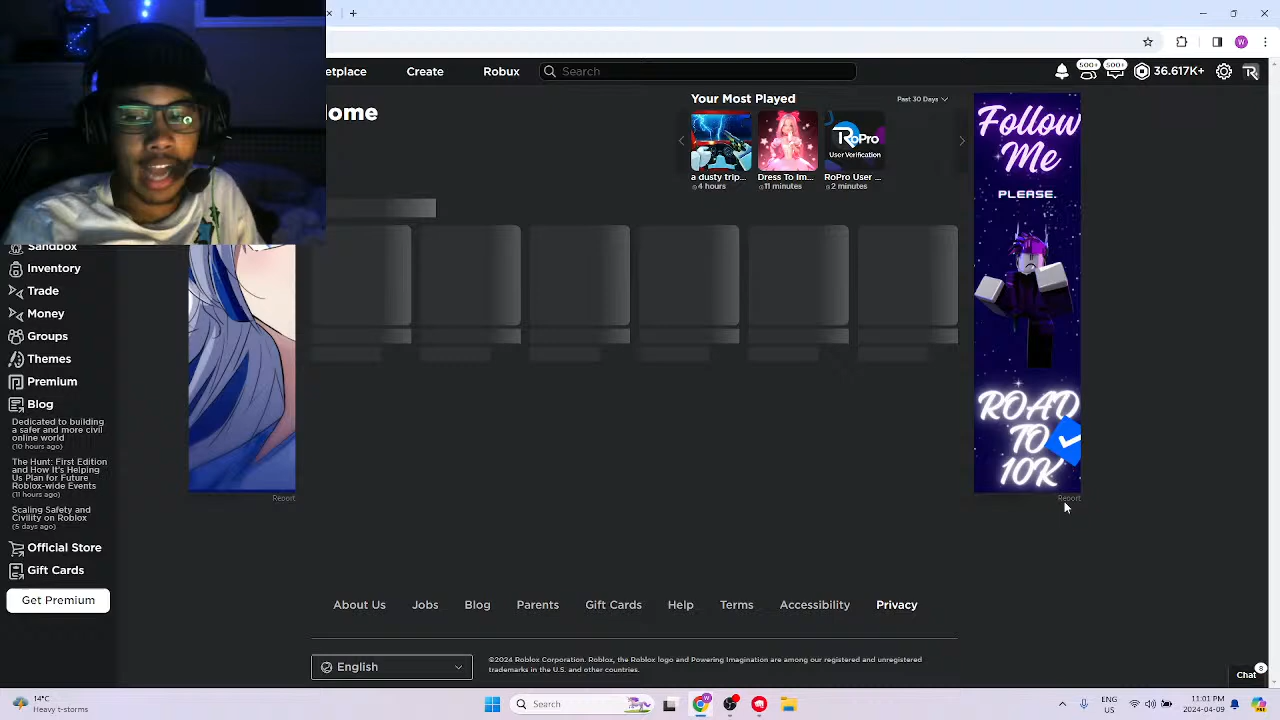 etplace
Create
Robux
Search
500+
500+
36617K+
ome
Your Most Played
Past 30 Days
RoPro
User Verification
a dusty trip...
4 hours
Dress To Im...
11 minutes
RoPro User ...
2 minutes
Follow
Me
PLEASE.
ROAD
TO
10K
Report
Sandbox
Inventory
Trade
Money
Groups
Themes
Premium
Blog
Dedicated to building
a safer and more civil
online world
(10 hours ago)
The Hunt: First Edition
and How It's Helping
Us Plan for Future
Roblox-wide Events
(11 hours ago)
Scaling Safety and
Civility on Roblox
(5 days ago)
Official Store
Gift Cards
Get Premium
Report
About Us
Jobs
Blog
Parents
Gift Cards
Help
Terms
Accessibility
Privacy
English
©2024 Roblox Corporation. Roblox, the Roblox logo and Powering Imagination are among our registered and unregistered
trademarks in the U.S. and other countries.
Chat
8
14°C
Heavy t-storms
Search
ENG
US
11:01 PM
2024-04-09